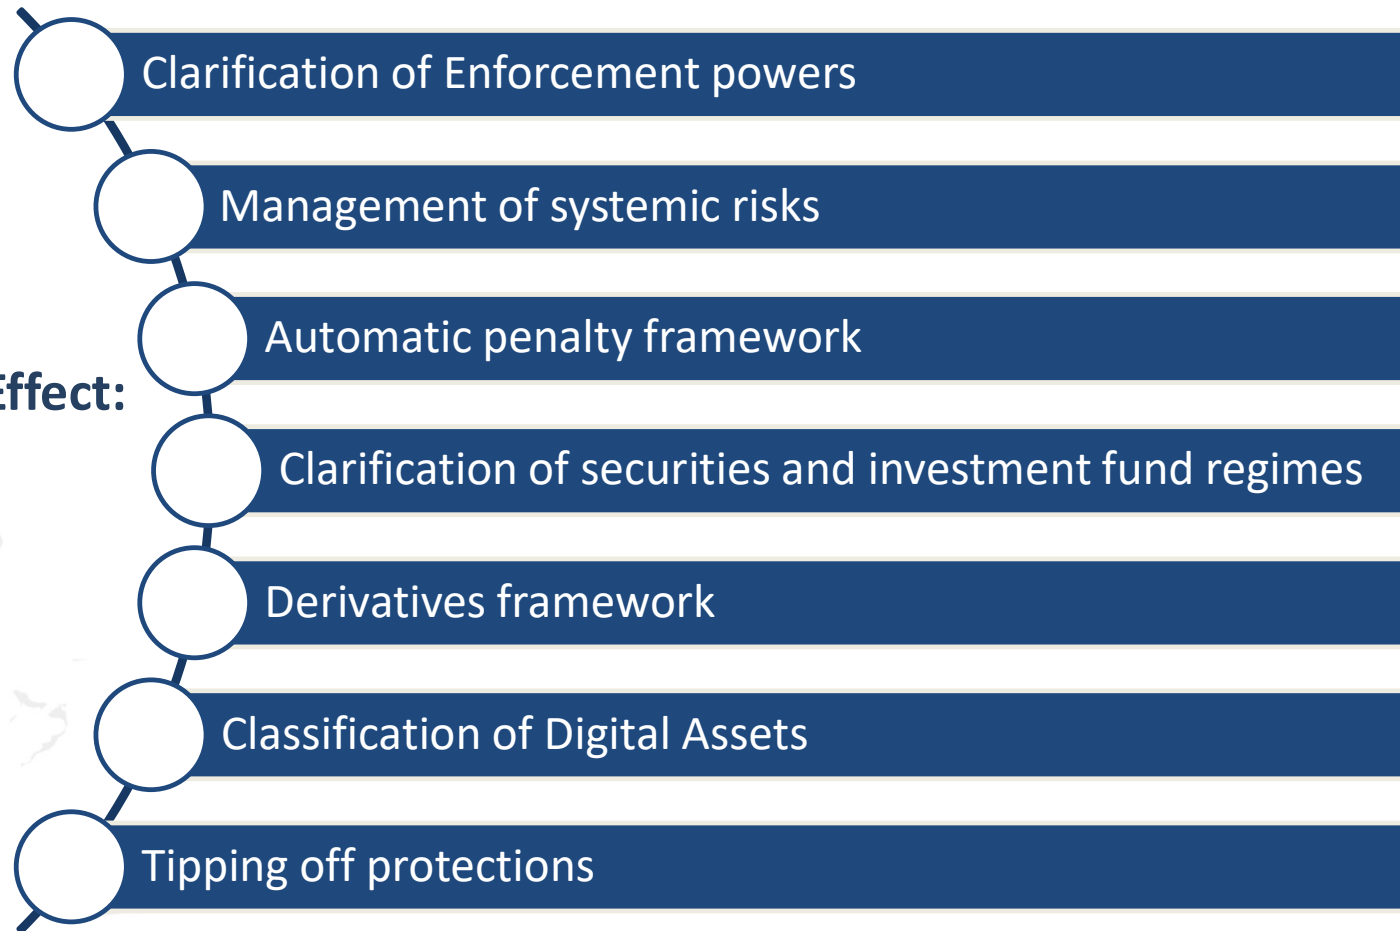 Clarification of Enforcement powers
Management of systemic risks
Automatic penalty framework
Effect:
Clarification of securities and investment fund regimes
Derivatives framework
Classification of Digital Assets
Tipping off protections